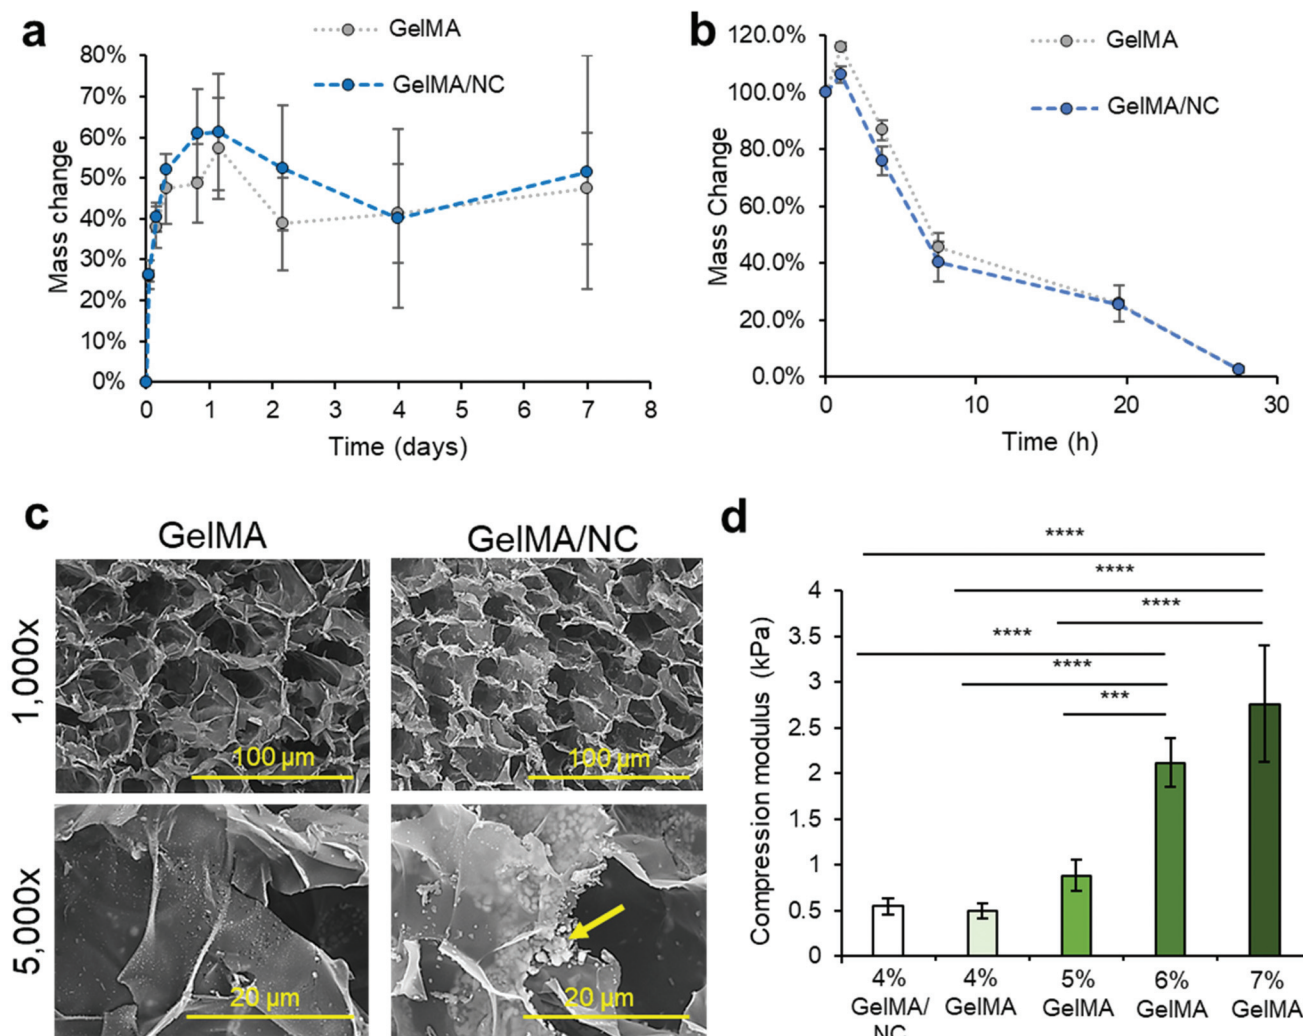 a
GelMA
GelMA/NC
80%
70%
60%
50%
40%
30%
20%
10%
0%
Mass change
0 1 2 3 4 5 6 7 8
Time (days)
b
GelMA
GelMA/NC
120.0%
100.0%
80.0%
60.0%
40.0%
20.0%
0.0%
Mass Change
0 10 20 30
Time (h)
c
GelMA GelMA/NC
1,000x
100 µm 100 µm
5,000x
20 µm 20 µm
d
****
****
****
****
****
***
4
3.5
3
2.5
2
1.5
1
0.5
0
Compression modulus (kPa)
4% 4% 5% 6% 7%
GelMA/ GelMA GelMA GelMA GelMA
NC